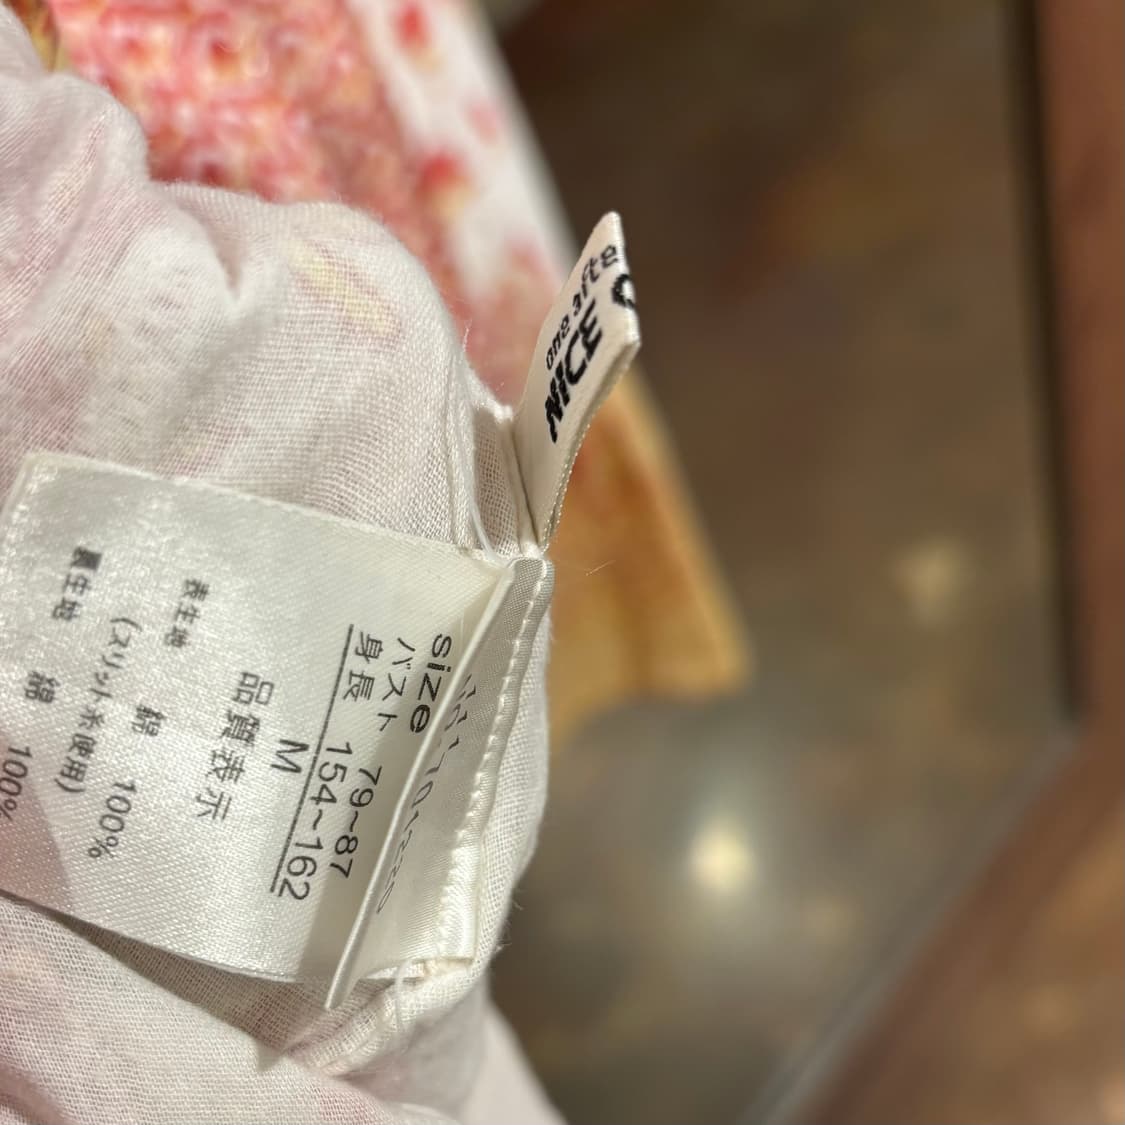 one afte
NICE
size
バスト 79~87
身長 154~162
M
品質表示
表生地 綿 100%
(スリット糸使用)
裏生地 綿 100%